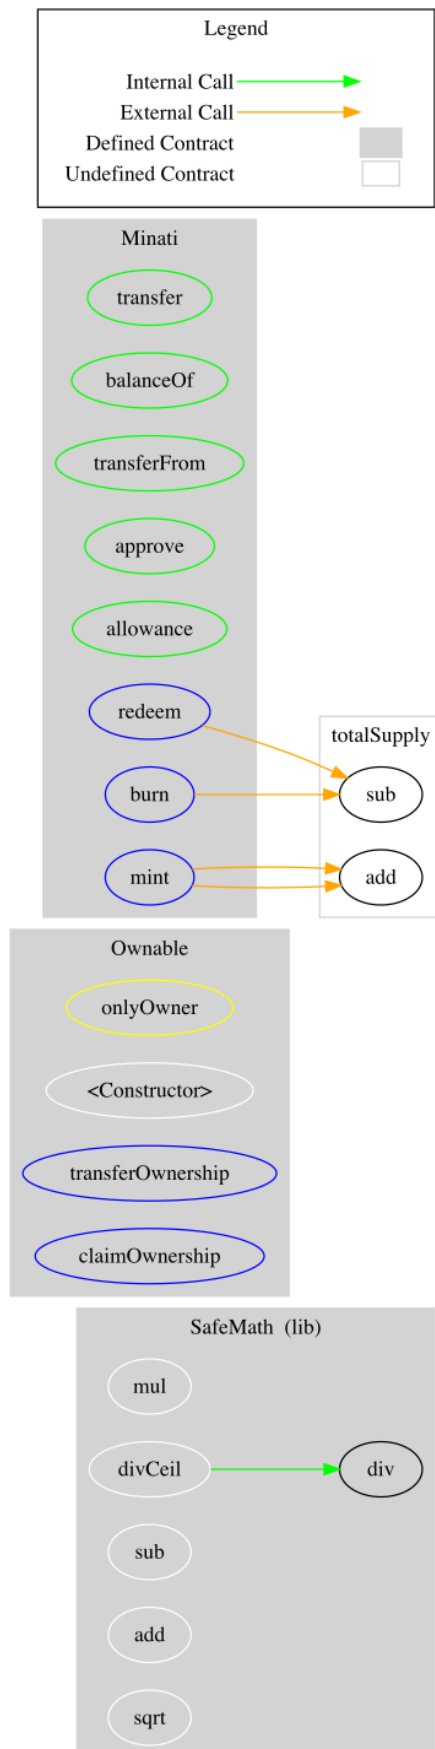 Legend
Internal Call
External Call
Defined Contract
Undefined Contract
Minati
transfer
balanceOf
transferFrom
approve
allowance
redeem
totalSupply
burn
sub
mint
add
Ownable
onlyOwner
<Constructor>
transferOwnership
claimOwnership
SafeMath (lib)
mul
divCeil
div
sub
add
sqrt